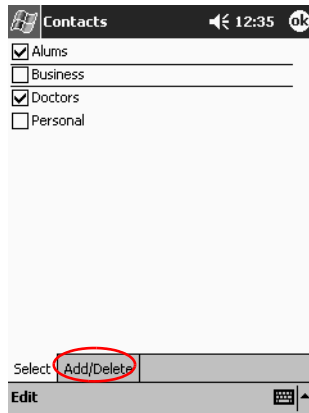 Contacts 12:35 ok
Alums
Business
Doctors
Personal
Select Add/Delete
Edit